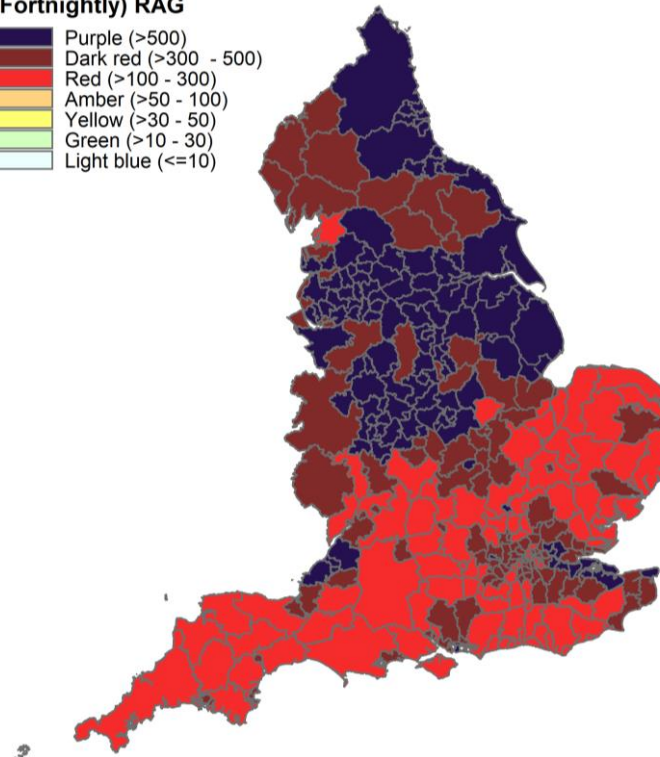 Fortnightly) RAG
Purple (>500)
Dark red (>300 - 500)
Red (>100 - 300)
Amber (>50 - 100)
Yellow (>30 - 50)
Green (>10 - 30)
Light blue (<=10)